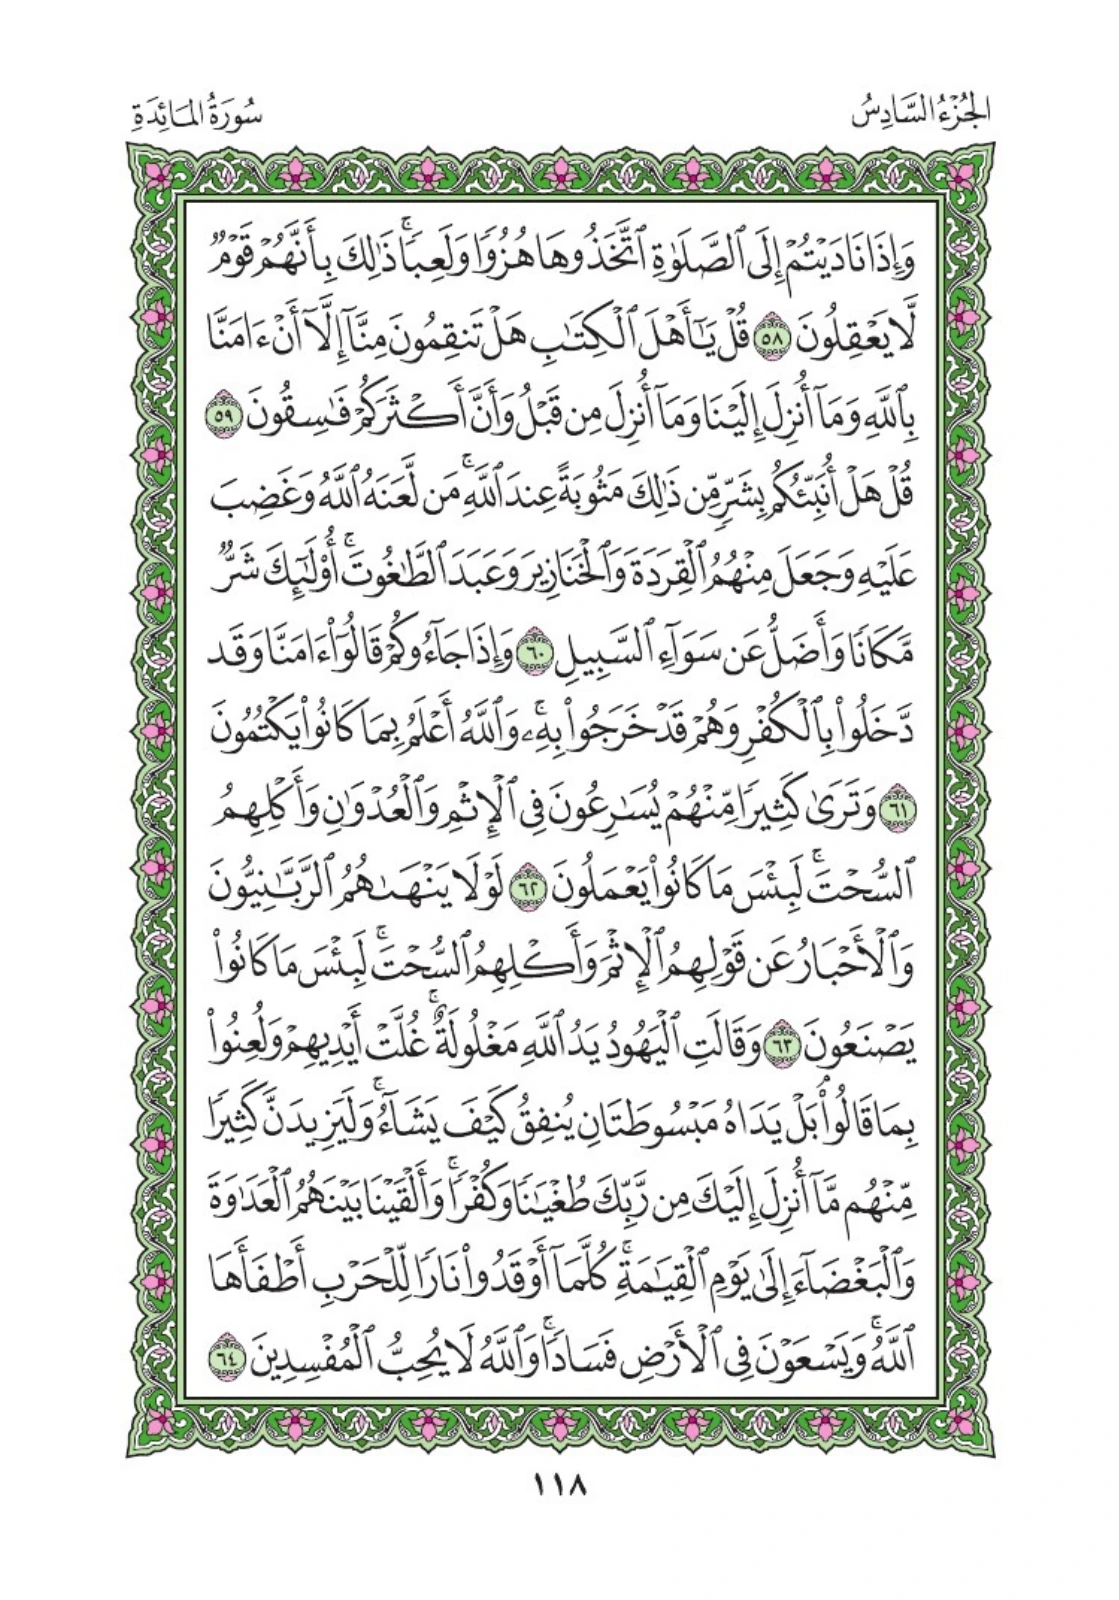 الجُزْءُ السَّادِسُ
سُورَةُ المَائِدَةِ
وَإِذَا نَادَيْتُمْ إِلَى ٱلصَّلَوٰةِ ٱتَّخَذُوهَا هُزُوٗا وَلَعِبٗاۚ ذَٰلِكَ بِأَنَّهُمْ قَوْمٞ
لَّا يَعْقِلُونَ ٥٨ قُلْ يَٰٓأَهْلَ ٱلْكِتَٰبِ هَلْ تَنقِمُونَ مِنَّآ إِلَّآ أَنْ ءَامَنَّا
بِٱللَّهِ وَمَآ أُنزِلَ إِلَيْنَا وَمَآ أُنزِلَ مِن قَبْلُ وَأَنَّ أَكْثَرَكُمْ فَٰسِقُونَ ٥٩
قُلْ هَلْ أُنَبِّئُكُم بِشَرّٖ مِّن ذَٰلِكَ مَثُوبَةً عِندَ ٱللَّهِۚ مَن لَّعَنَهُ ٱللَّهُ وَغَضِبَ
عَلَيْهِ وَجَعَلَ مِنْهُمُ ٱلْقِرَدَةَ وَٱلْخَنَازِيرَ وَعَبَدَ ٱلطَّٰغُوتَۚ أُوْلَٰٓئِكَ شَرّٞ
مَّكَانٗا وَأَضَلُّ عَن سَوَآءِ ٱلسَّبِيلِ ٦٠ وَإِذَا جَآءُوكُمْ قَالُوٓاْ ءَامَنَّا وَقَد
دَّخَلُواْ بِٱلْكُفْرِ وَهُمْ قَدْ خَرَجُواْ بِهِۦۚ وَٱللَّهُ أَعْلَمُ بِمَا كَانُواْ يَكْتُمُونَ
٦١ وَتَرَىٰ كَثِيرٗا مِّنْهُمْ يُسَٰرِعُونَ فِي ٱلْإِثْمِ وَٱلْعُدْوَٰنِ وَأَكْلِهِمُ
ٱلسُّحْتَۚ لَبِئْسَ مَا كَانُواْ يَعْمَلُونَ ٦٢ لَوْلَا يَنْهَىٰهُمُ ٱلرَّبَّٰنِيُّونَ
وَٱلْأَحْبَارُ عَن قَوْلِهِمُ ٱلْإِثْمَ وَأَكْلِهِمُ ٱلسُّحْتَۚ لَبِئْسَ مَا كَانُواْ
يَصْنَعُونَ ٦٣ وَقَالَتِ ٱلْيَهُودُ يَدُ ٱللَّهِ مَغْلُولَةٌۚ غُلَّتْ أَيْدِيهِمْ وَلُعِنُواْ
بِمَا قَالُواْۘ بَلْ يَدَاهُ مَبْسُوطَتَانِ يُنفِقُ كَيْفَ يَشَآءُۚ وَلَيَزِيدَنَّ كَثِيرٗا
مِّنْهُم مَّآ أُنزِلَ إِلَيْكَ مِن رَّبِّكَ طُغْيَٰنٗا وَكُفْرٗاۚ وَأَلْقَيْنَا بَيْنَهُمُ ٱلْعَدَٰوَةَ
وَٱلْبَغْضَآءَ إِلَىٰ يَوْمِ ٱلْقِيَٰمَةِۚ كُلَّمَآ أَوْقَدُواْ نَارٗا لِّلْحَرْبِ أَطْفَأَهَا
ٱللَّهُۚ وَيَسْعَوْنَ فِي ٱلْأَرْضِ فَسَادٗاۚ وَٱللَّهُ لَا يُحِبُّ ٱلْمُفْسِدِينَ ٦٤
١١٨